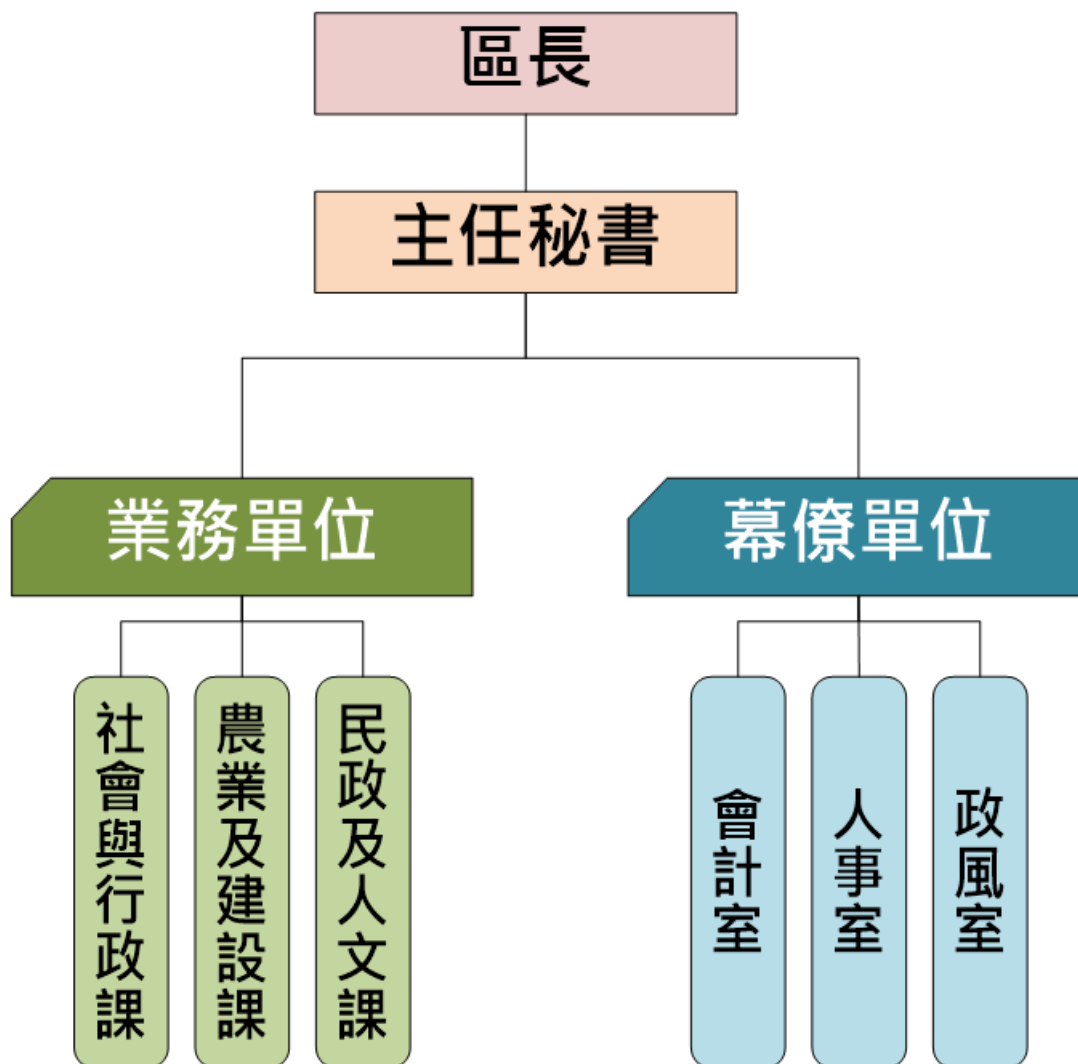 區長
主任秘書
業務單位
幕僚單位
社會與行政課
農業及建設課
民政及人文課
會計室
人事室
政風室